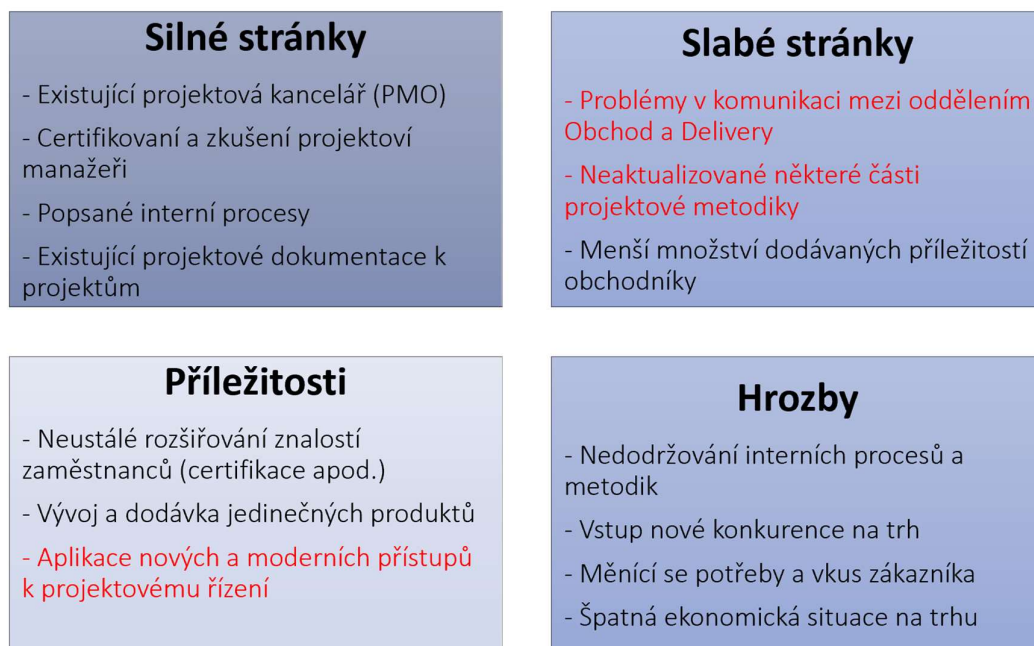 Silné stránky
- Existující projektová kancelář (PMO)
- Certifikovaní a zkušení projektoví
manažeři
- Popsané interní procesy
- Existující projektové dokumentace k
projektům
Slabé stránky
- Problémy v komunikaci mezi oddělením
Obchod a Delivery
- Neaktualizované některé části
projektové metodiky
- Menší množství dodávaných příležitostí
obchodníky
Příležitosti
- Neustálé rozšiřování znalostí
zaměstnanců (certifikace apod.)
- Vývoj a dodávka jedinečných produktů
- Aplikace nových a moderních přístupů
k projektovému řízení
Hrozby
- Nedodržování interních procesů a
metodik
- Vstup nové konkurence na trh
- Měnící se potřeby a vkus zákazníka
- Špatná ekonomická situace na trhu